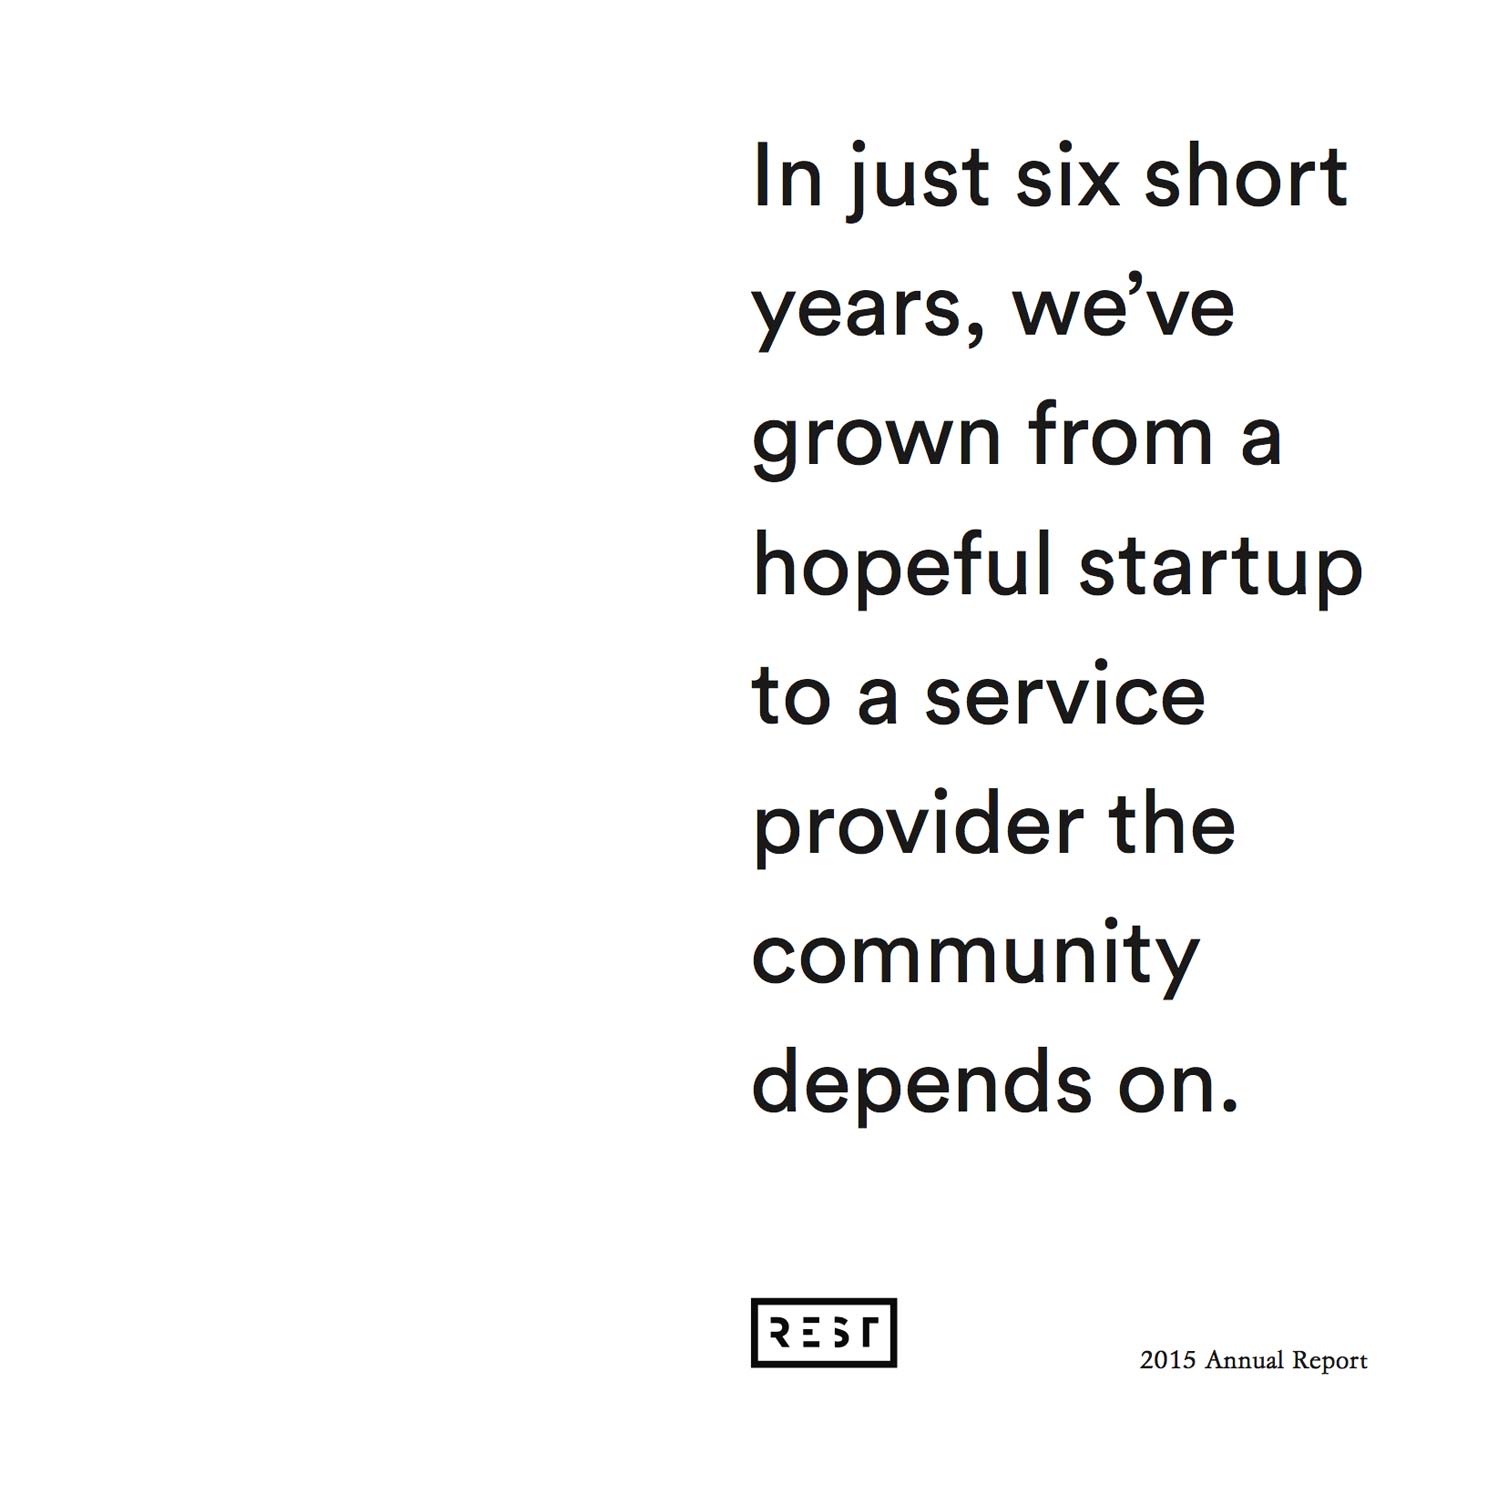 In just six short
years, we’ve
grown from a
hopeful startup
to a service
provider the
community
depends on.
REST
2015 Annual Report